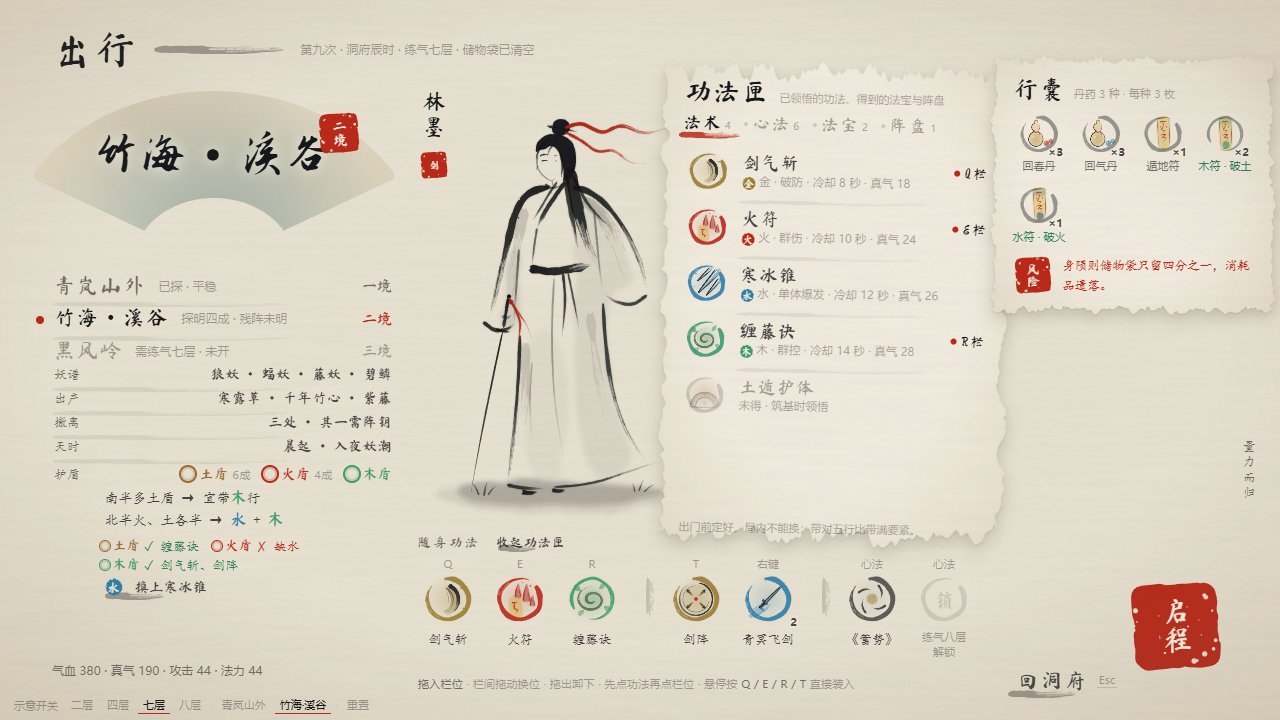 出行
第九次 · 洞府辰时 · 练气七层 · 储物袋已清空
竹海 · 溪谷
二境
青岚山外 已探 · 平稳 一境
竹海 · 溪谷 探明四成 · 残阵未明 二境
黑风岭 需练气七层 · 未开 三境
妖谱 狼妖 · 蝠妖 · 藤妖 · 碧鳞
出产 寒露草 · 千年竹心 · 紫藤
撤离 三处 · 其一需阵钥
天时 晨起 · 入夜妖潮
护盾 土盾 6成 火盾 4成 木盾
南半多土盾 → 宜带木行
北半火、土各半 → 水 + 木
土盾 ✓ 缠藤诀 火盾 ✗ 缺水
木盾 ✓ 剑气斩、剑降
水 换上寒冰锥
气血 380 · 真气 190 · 攻击 44 · 法力 44
示意开关 二层 四层 七层 八层 · 青岚山外 竹海·溪谷 · 重置
林墨
剑
功法匣 已领悟的功法、得到的法宝与阵盘
法术 4 心法 6 法宝 2 阵盘 1
剑气斩
金 金 · 破防 · 冷却 8 秒 · 真气 18
Q栏
火符
火 火 · 群伤 · 冷却 10 秒 · 真气 24
E栏
寒冰锥
水 水 · 单体爆发 · 冷却 12 秒 · 真气 26
缠藤诀
木 木 · 群控 · 冷却 14 秒 · 真气 28
R栏
土遁护体
未得 · 筑基时领悟
出门前定好，局内不能换；带对五行比带满要紧。
行囊 丹药 3 种 · 每种 3 枚
×3 ×3 ×1 ×2
回春丹 回气丹 遁地符 木符 · 破土
×1
水符 · 破火
风险
身陨则储物袋只留四分之一，消耗
品遗落。
量力而归
随身功法 收起功法匣
Q E R T 右键 心法 心法
2
锁
剑气斩 火符 缠藤诀 剑降 青冥飞剑 《蓄势》 练气八层
解锁
拖入栏位 · 栏间拖动换位 · 拖出卸下 · 先点功法再点栏位 · 悬停按 Q / E / R / T 直接装入
启程
回洞府 Esc